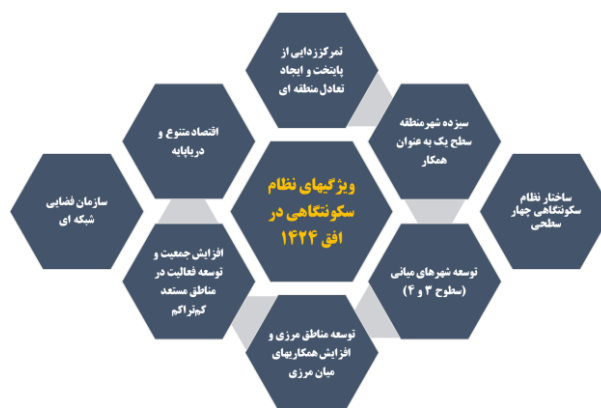 تمرکززدایی از
پایتخت و ایجاد
تعادل منطقه ای
سیزده شهرمنطقه
سطح یک به عنوان
همکار
اقتصاد متنوع و
دریاپایه
ویژگیهای نظام
سکونتگاهی در
افق ۱۴۲۴
ساختار نظام
سکونتگاهی چهار
سطحی
سازمان فضایی
شبکه ای
توسعه شهرهای میانی
(سطوح ۳ و ۴)
افزایش جمعیت و
توسعه فعالیت در
مناطق مستعد
کم‌تراکم
توسعه مناطق مرزی و
افزایش همکاریهای
میان مرزی